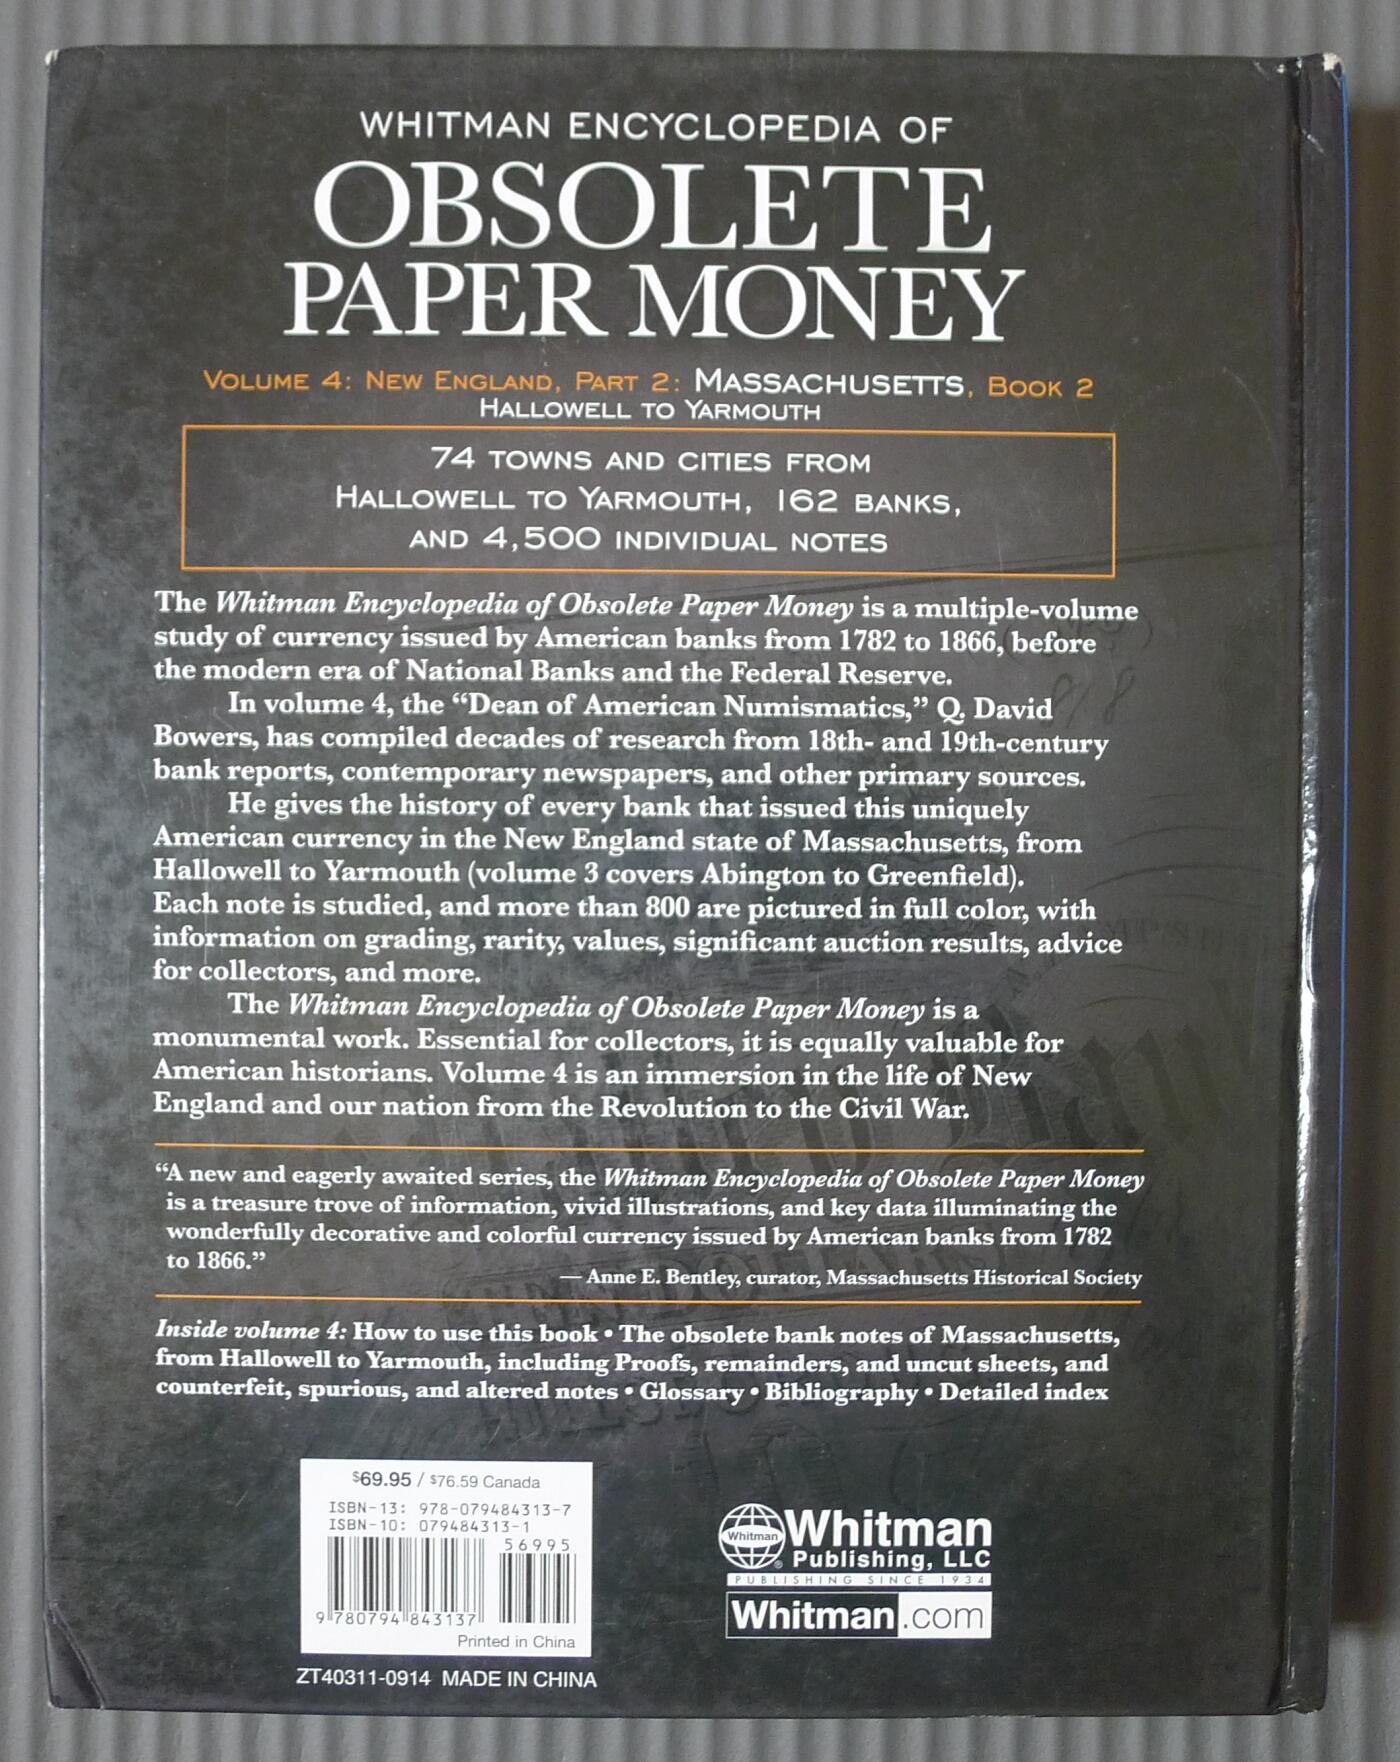 WHITMAN ENCYCLOPEDIA OF
OBSOLETE
PAPER MONEY
VOLUME 4: NEW ENGLAND, PART 2: MASSACHUSETTS, BOOK 2
HALLOWELL TO YARMOUTH
74 TOWNS AND CITIES FROM
HALLOWELL TO YARMOUTH, 162 BANKS,
AND 4,500 INDIVIDUAL NOTES
The Whitman Encyclopedia of Obsolete Paper Money is a multiple-volume
study of currency issued by American banks from 1782 to 1866, before
the modern era of National Banks and the Federal Reserve.
In volume 4, the “Dean of American Numismatics,” Q. David
Bowers, has compiled decades of research from 18th- and 19th-century
bank reports, contemporary newspapers, and other primary sources.
He gives the history of every bank that issued this uniquely
American currency in the New England state of Massachusetts, from
Hallowell to Yarmouth (volume 3 covers Abington to Greenfield).
Each note is studied, and more than 800 are pictured in full color, with
information on grading, rarity, values, significant auction results, advice
for collectors, and more.
The Whitman Encyclopedia of Obsolete Paper Money is a
monumental work. Essential for collectors, it is equally valuable for
American historians. Volume 4 is an immersion in the life of New
England and our nation from the Revolution to the Civil War.
“A new and eagerly awaited series, the Whitman Encyclopedia of Obsolete Paper Money
is a treasure trove of information, vivid illustrations, and key data illuminating the
wonderfully decorative and colorful currency issued by American banks from 1782
to 1866.”
— Anne E. Bentley, curator, Massachusetts Historical Society
Inside volume 4: How to use this book • The obsolete bank notes of Massachusetts,
from Hallowell to Yarmouth, including Proofs, remainders, and uncut sheets, and
counterfeit, spurious, and altered notes • Glossary • Bibliography • Detailed index
$69.95 / $76.59 Canada
ISBN-13: 978-079484313-7
ISBN-10: 079484313-1
56995
9 780794 843137
Printed in China
ZT40311-0914 MADE IN CHINA
Whitman
Whitman®
Publishing, LLC
PUBLISHING SINCE 1934
Whitman.com